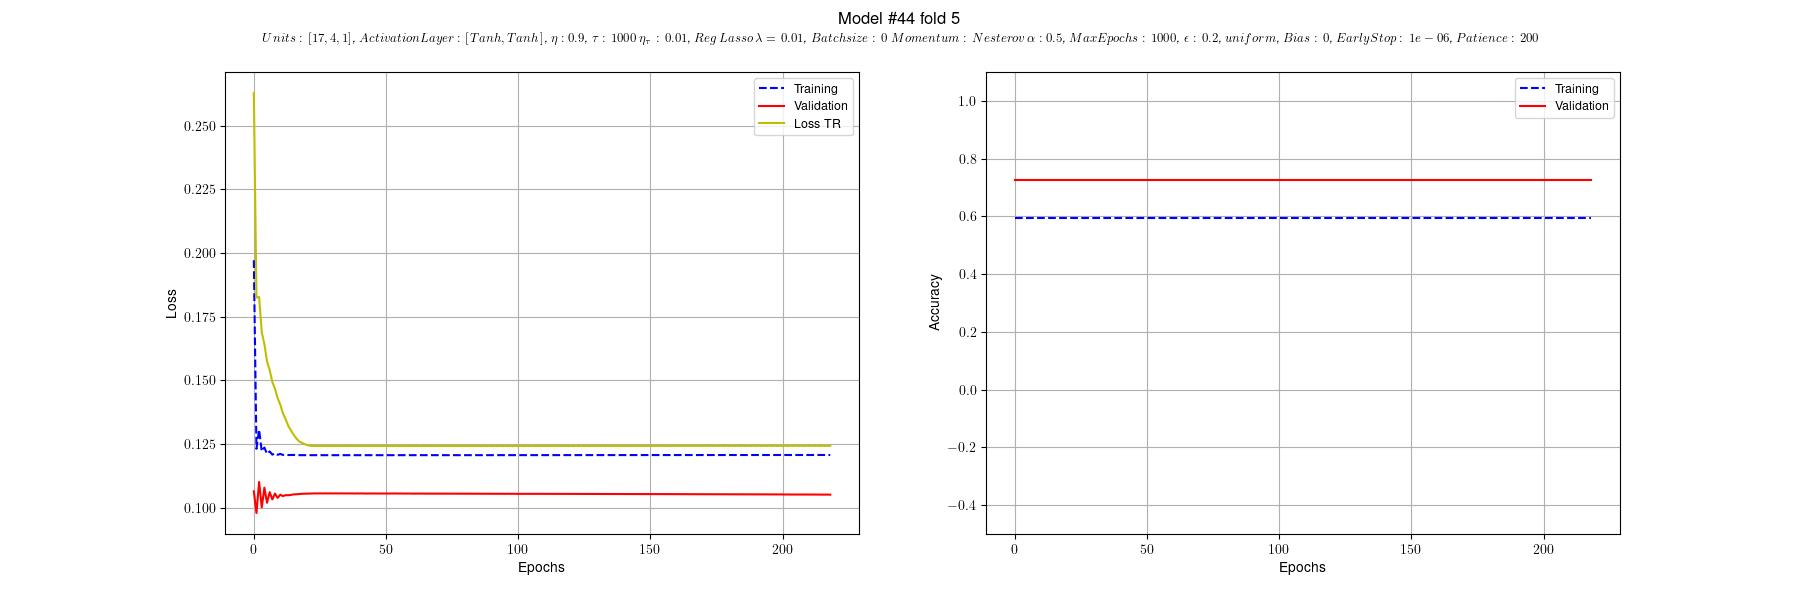 Model #44 fold 5
Units : [17, 4, 1], ActivationLayer : [Tanh, Tanh], η : 0.9, τ : 1000 η_τ : 0.01, Reg Lasso λ = 0.01, Batchsize : 0 Momentum : Nesterov α : 0.5, MaxEpochs : 1000, ϵ : 0.2, uniform, Bias : 0, EarlyStop : 1e − 06, Patience : 200
Training
Validation
Loss TR
0.250
0.225
0.200
0.175
0.150
0.125
0.100
Loss
0 50 100 150 200
Epochs
Training
Validation
1.0
0.8
0.6
0.4
0.2
0.0
−0.2
−0.4
Accuracy
0 50 100 150 200
Epochs